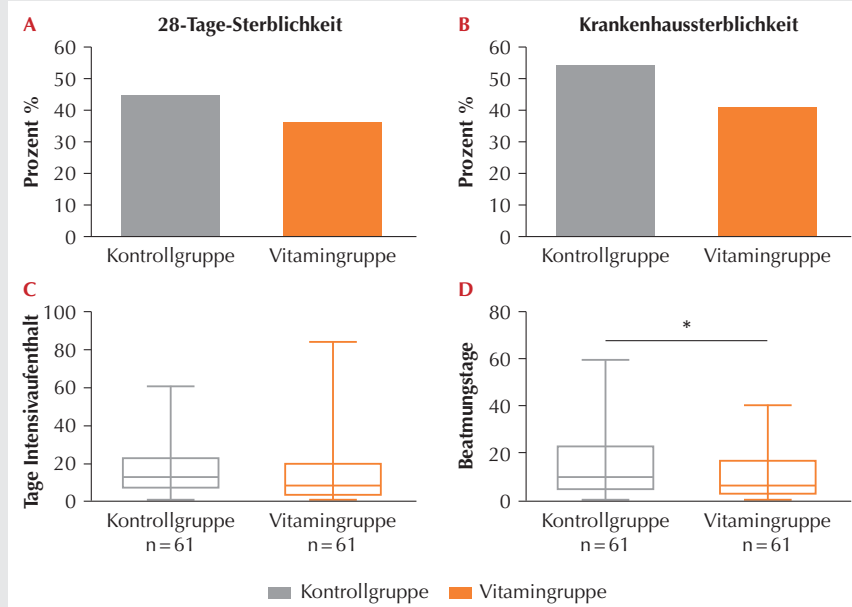 A
28-Tage-Sterblichkeit
Prozent %
60
50
40
30
20
10
0
Kontrollgruppe
Vitamingruppe
B
Krankenhaussterblichkeit
Prozent %
60
50
40
30
20
10
0
Kontrollgruppe
Vitamingruppe
C
Tage Intensivaufenthalt
100
80
60
40
20
0
Kontrollgruppe
n=61
Vitamingruppe
n=61
D
Beatmungstage
80
60
40
20
0
*
Kontrollgruppe
n=61
Vitamingruppe
n=61
Kontrollgruppe
Vitamingruppe